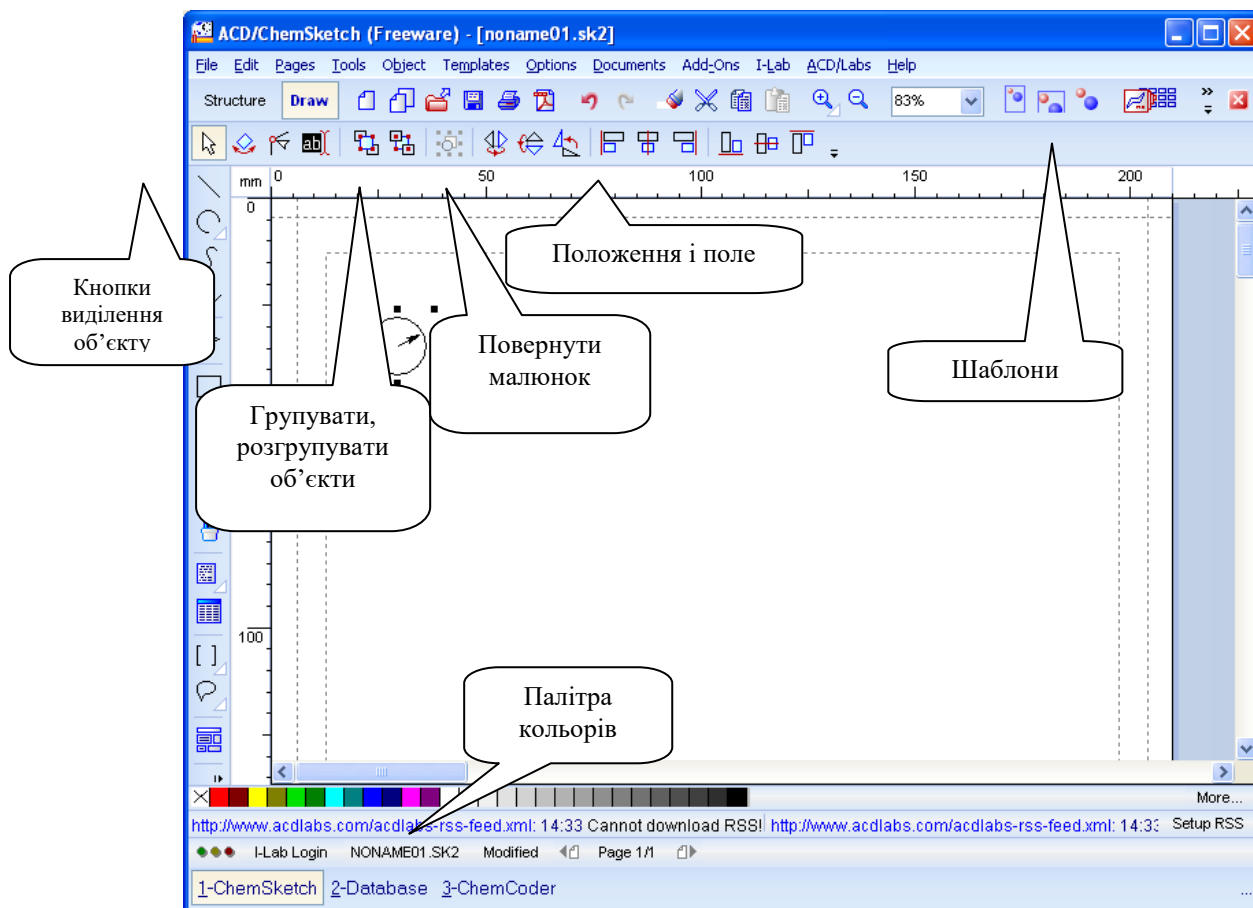 ACD/ChemSketch (Freeware) - [noname01.sk2]
File Edit Pages Tools Object Templates Options Documents Add-Ons I-Lab ACD/Labs Help
Structure Draw 83%
ab
mm 0 50 100 150 200
0
Положення і поле
Кнопки
виділення
об’єкту
Повернути
малюнок
Шаблони
Групувати,
розгрупувати
об’єкти
100
Палітра
кольорів
More...
http://www.acdlabs.com/acdlabs-rss-feed.xml: 14:33 Cannot download RSS! http://www.acdlabs.com/acdlabs-rss-feed.xml: 14:33 Setup RSS
I-Lab Login NONAME01.SK2 Modified Page 1/1
1-ChemSketch 2-Database 3-ChemCoder ...